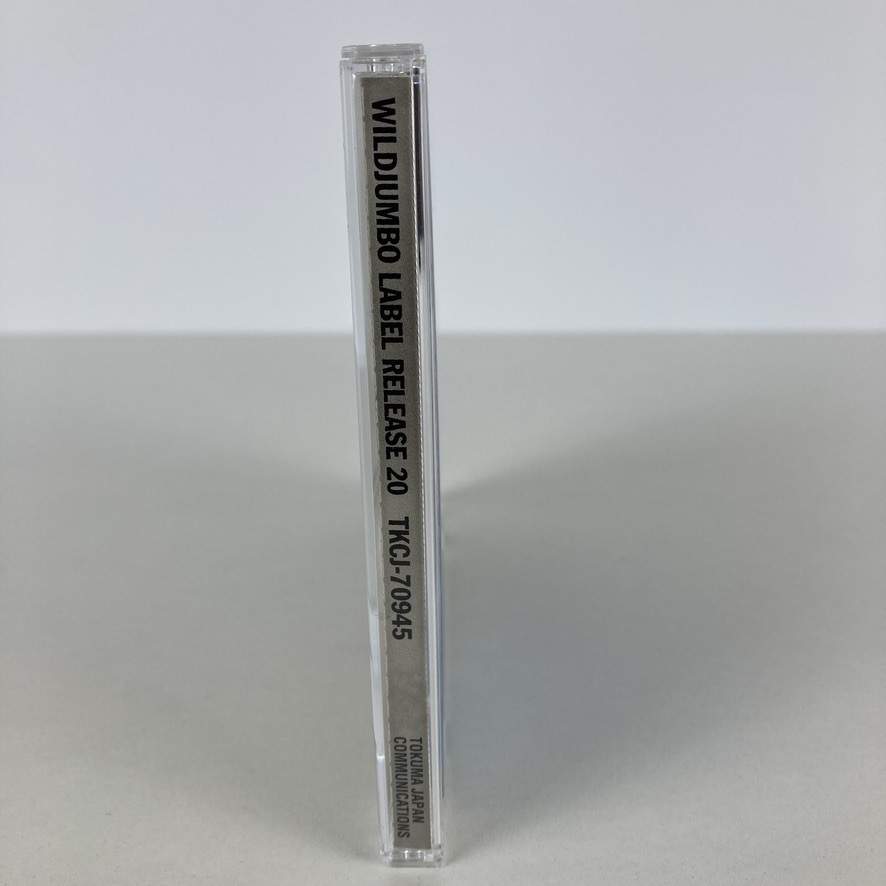 WILDJUMBO LABEL RELEASE 20 TKCJ-70945
TOKUMA JAPAN
COMMUNICATIONS